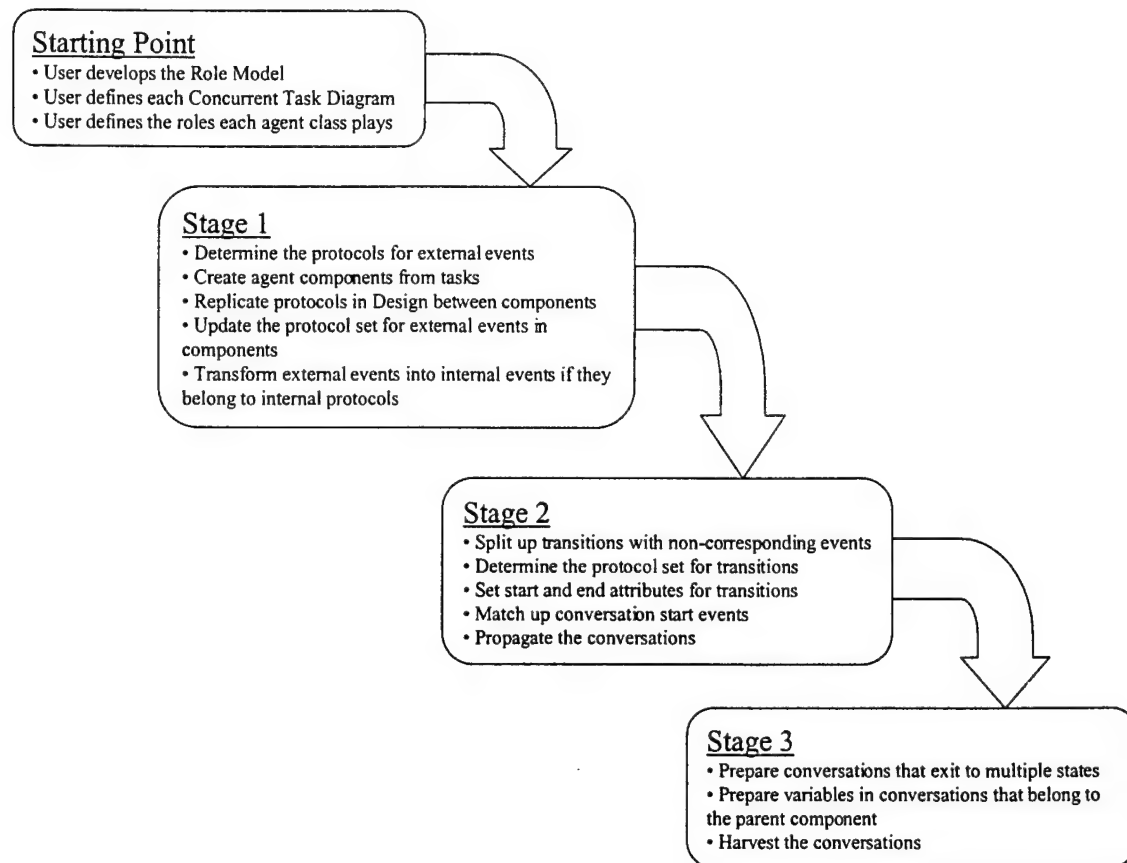 Starting Point
• User develops the Role Model
• User defines each Concurrent Task Diagram
• User defines the roles each agent class plays
Stage 1
• Determine the protocols for external events
• Create agent components from tasks
• Replicate protocols in Design between components
• Update the protocol set for external events in
components
• Transform external events into internal events if they
belong to internal protocols
Stage 2
• Split up transitions with non-corresponding events
• Determine the protocol set for transitions
• Set start and end attributes for transitions
• Match up conversation start events
• Propagate the conversations
Stage 3
• Prepare conversations that exit to multiple states
• Prepare variables in conversations that belong to
the parent component
• Harvest the conversations